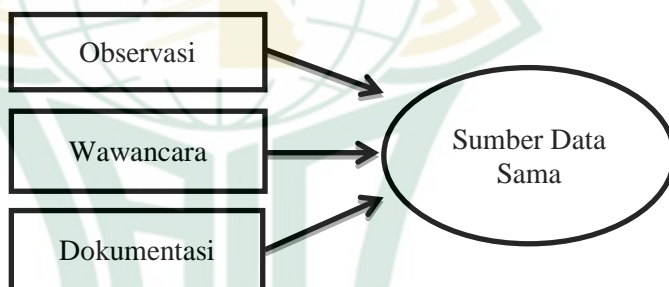 Observasi
Wawancara
Dokumentasi
Sumber Data
Sama